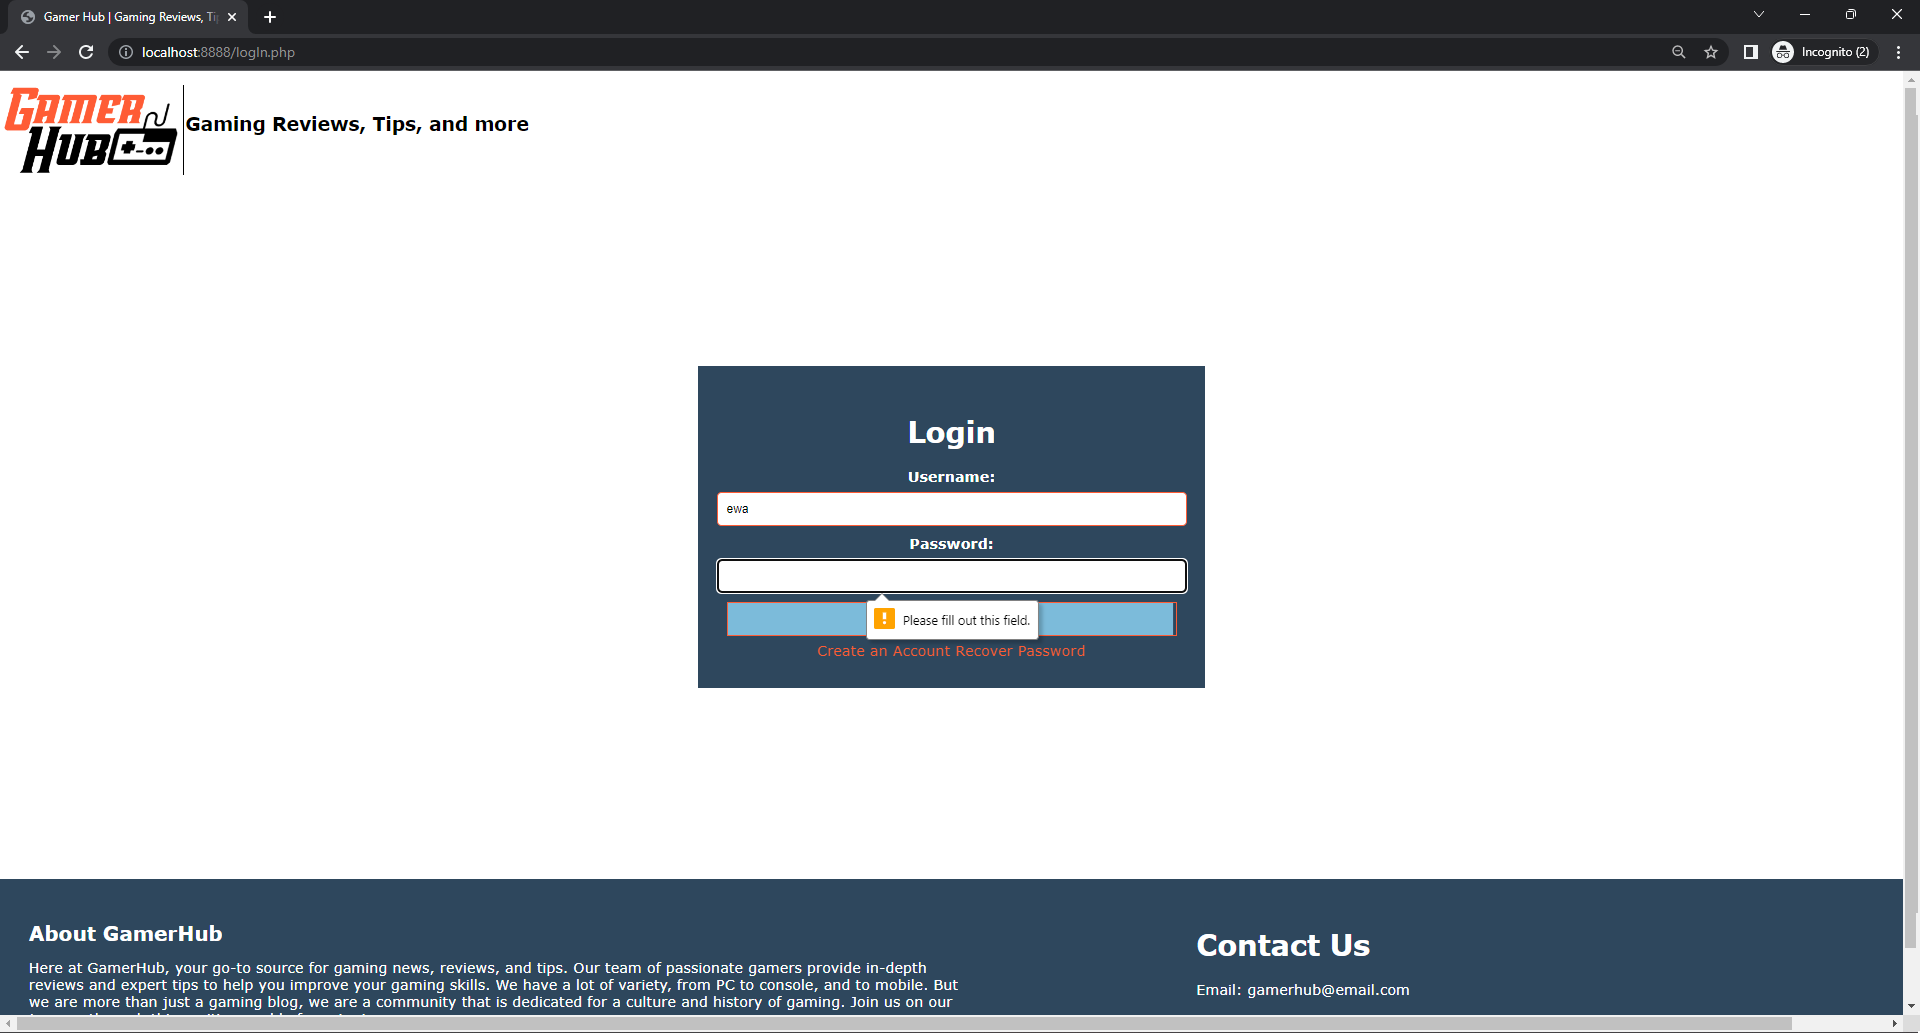 Gamer Hub | Gaming Reviews, Ti
localhost:8888/logIn.php
Incognito (2)
GAMER
HUB
Gaming Reviews, Tips, and more
Login
Username:
ewa
Password:
Please fill out this field.
Create an Account Recover Password
About GamerHub
Here at GamerHub, your go-to source for gaming news, reviews, and tips. Our team of passionate gamers provide in-depth
reviews and expert tips to help you improve your gaming skills. We have a lot of variety, from PC to console, and to mobile. But
we are more than just a gaming blog, we are a community that is dedicated for a culture and history of gaming. Join us on our
Contact Us
Email: gamerhub@email.com